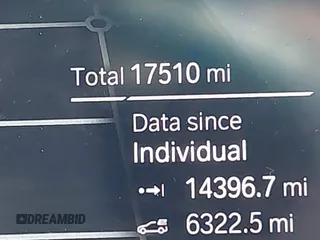 Total 17510 mi
Data since
Individual
14396.7 mi
6322.5 mi
DREAMBID